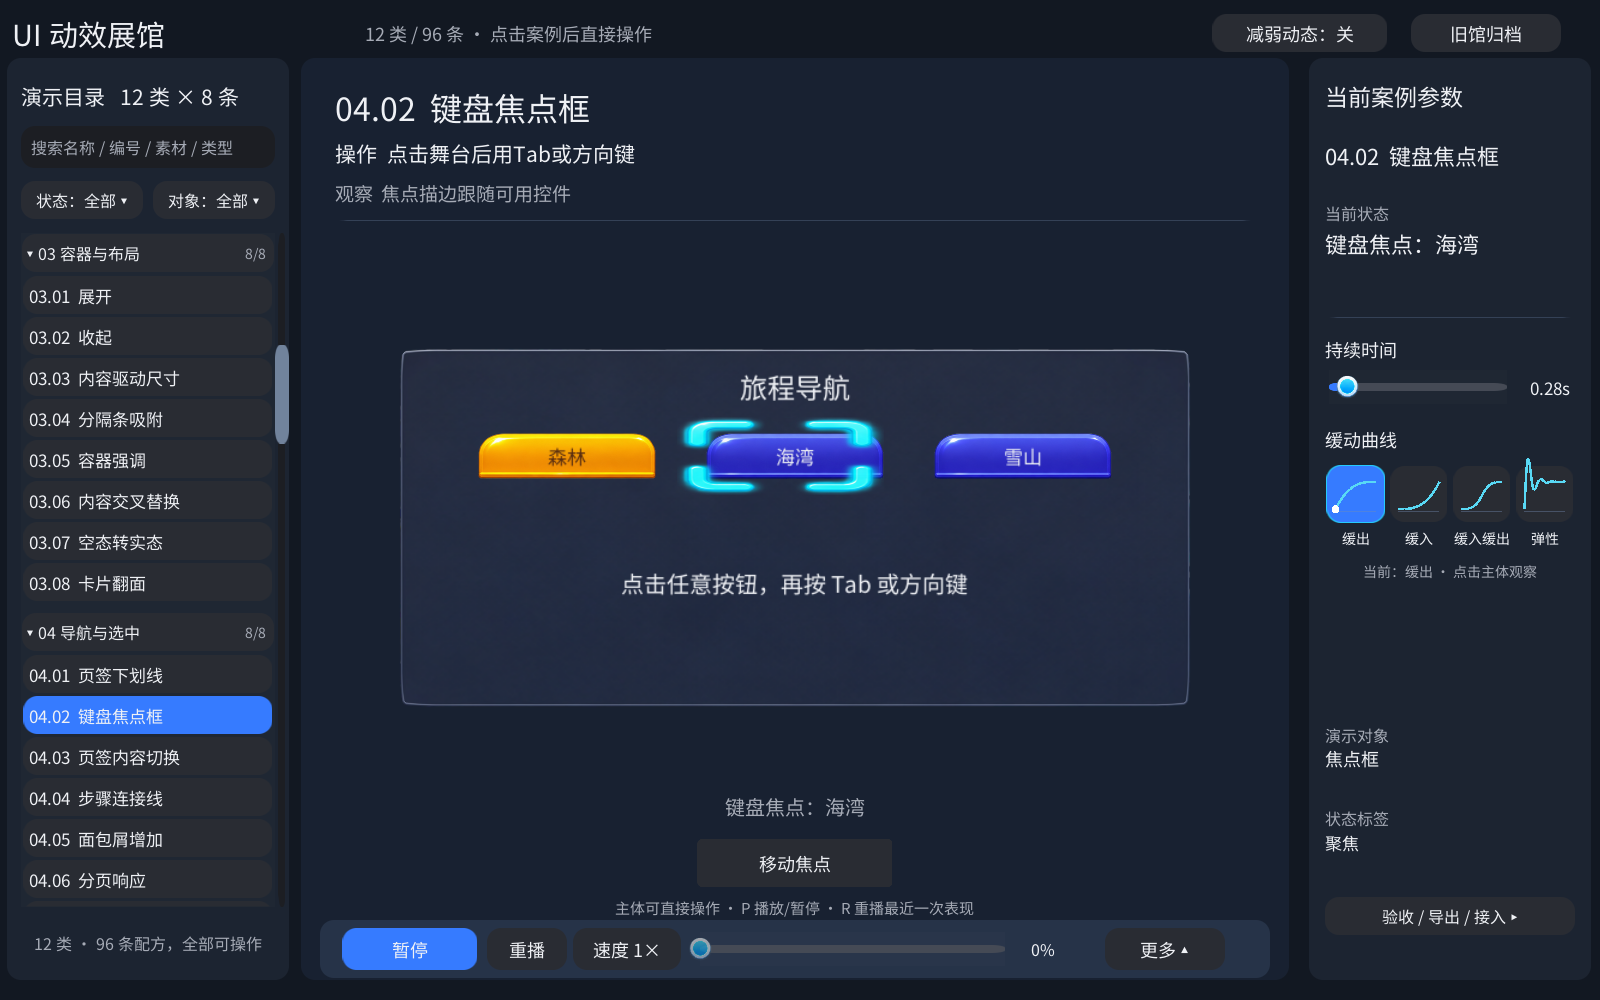 UI 动效展馆
12 类 / 96 条 · 点击案例后直接操作
减弱动态：关
旧馆归档
演示目录 12 类 × 8 条
搜索名称 / 编号 / 素材 / 类型
状态：全部 ▾
对象：全部 ▾
▾ 03 容器与布局 8/8
03.01 展开
03.02 收起
03.03 内容驱动尺寸
03.04 分隔条吸附
03.05 容器强调
03.06 内容交叉替换
03.07 空态转实态
03.08 卡片翻面
▾ 04 导航与选中 8/8
04.01 页签下划线
04.02 键盘焦点框
04.03 页签内容切换
04.04 步骤连接线
04.05 面包屑增加
04.06 分页响应
12 类 · 96 条配方，全部可操作
04.02 键盘焦点框
操作 点击舞台后用Tab或方向键
观察 焦点描边跟随可用控件
旅程导航
森林
海湾
雪山
点击任意按钮，再按 Tab 或方向键
键盘焦点：海湾
移动焦点
主体可直接操作 · P 播放/暂停 · R 重播最近一次表现
暂停
重播
速度 1×
0%
更多 ▴
当前案例参数
04.02 键盘焦点框
当前状态
键盘焦点：海湾
持续时间
0.28s
缓动曲线
缓出
缓入
缓入缓出
弹性
当前：缓出 · 点击主体观察
演示对象
焦点框
状态标签
聚焦
验收 / 导出 / 接入 ▸